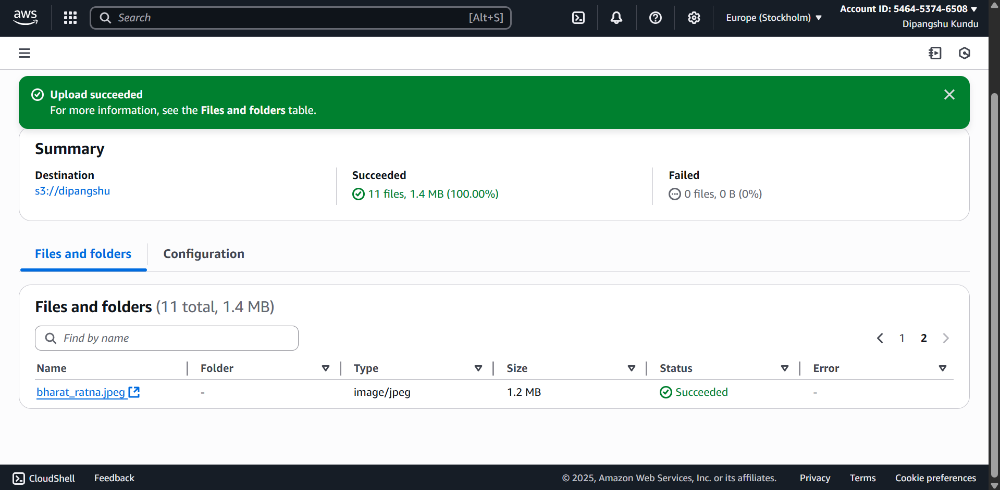 aws
Search [Alt+S]
Europe (Stockholm)
Account ID: 5464-5374-6508
Dipangshu Kundu
Upload succeeded
For more information, see the Files and folders table.
Summary
Destination
s3://dipangshu
Succeeded
11 files, 1.4 MB (100.00%)
Failed
0 files, 0 B (0%)
Files and folders
Configuration
Files and folders (11 total, 1.4 MB)
Find by name
1 2
Name Folder Type Size Status Error
bharat_ratna.jpeg - image/jpeg 1.2 MB Succeeded -
CloudShell Feedback © 2025, Amazon Web Services, Inc. or its affiliates. Privacy Terms Cookie preferences